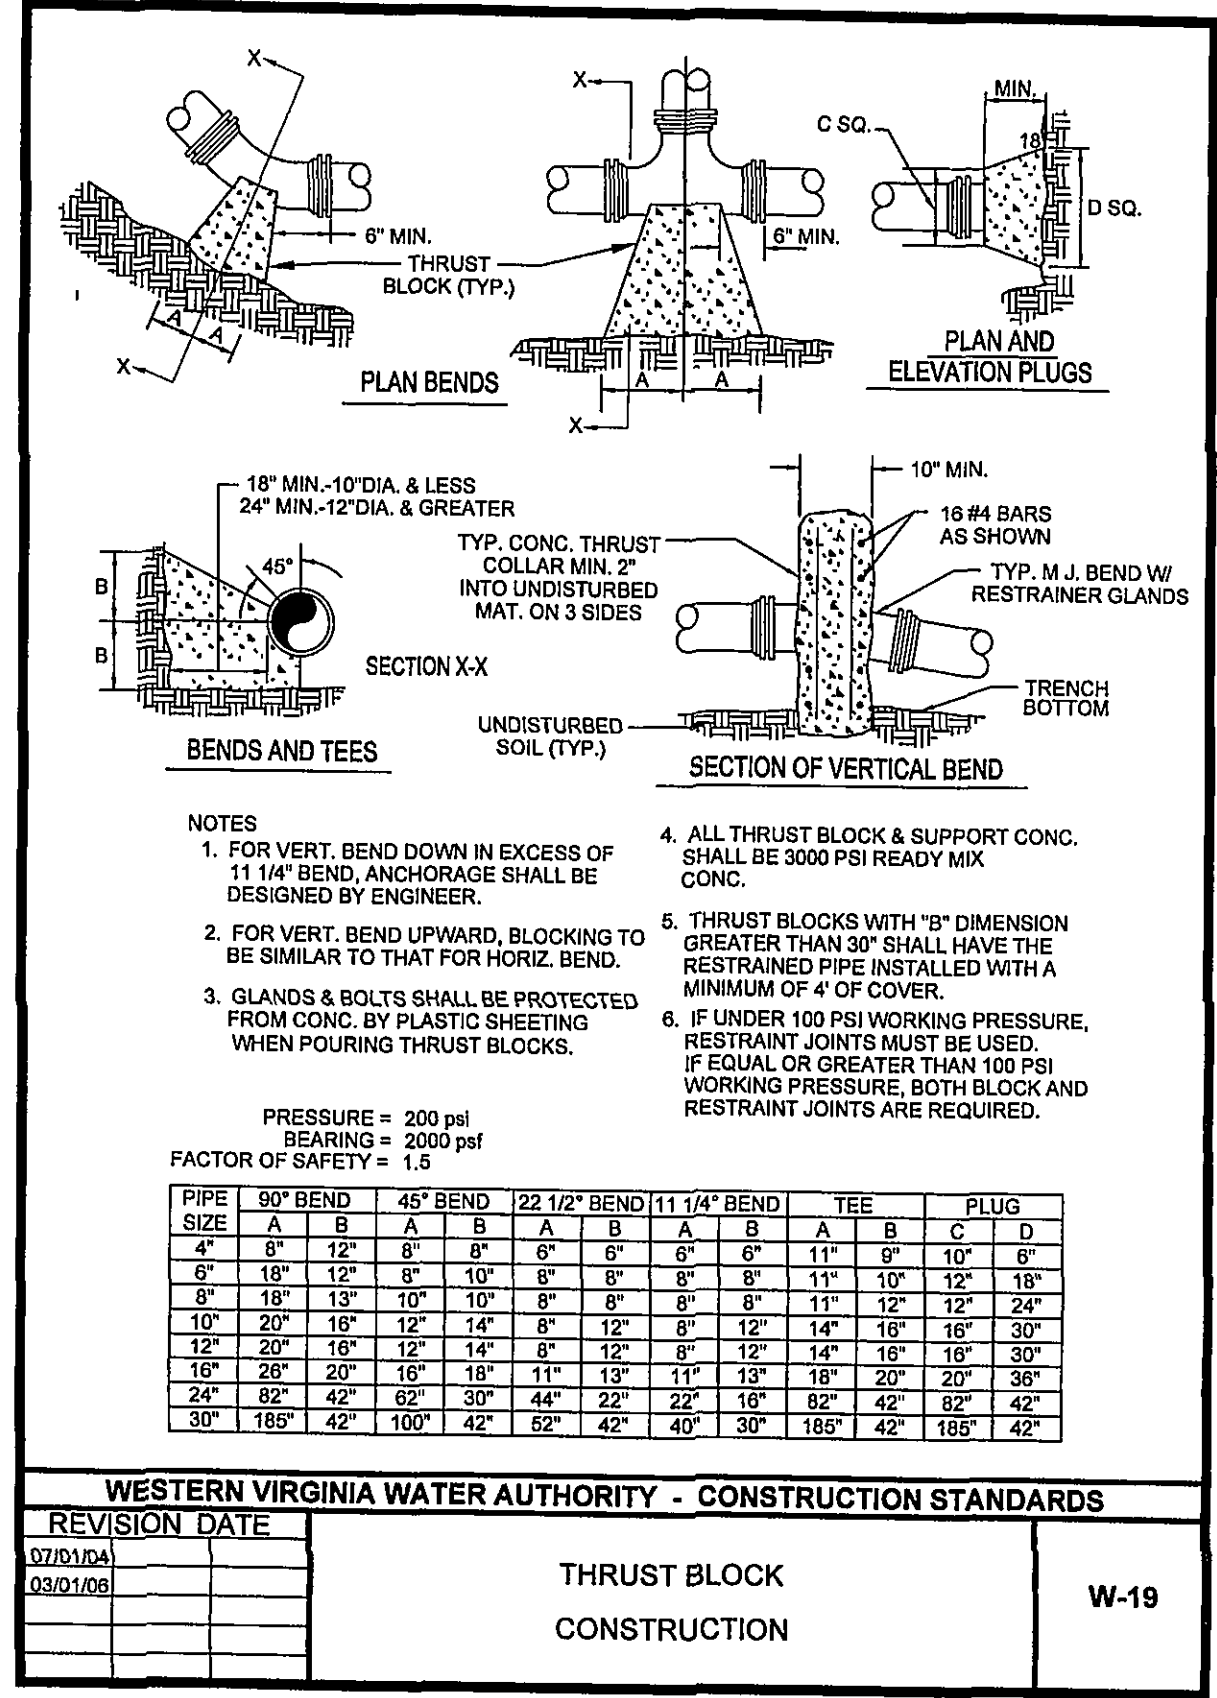 X
X
MIN.
C SQ.
18"
D SQ.
6" MIN.
6" MIN.
THRUST
BLOCK (TYP.)
A
A
A
A
X
X
PLAN BENDS
PLAN AND
ELEVATION PLUGS
18" MIN.-10"DIA. & LESS
24" MIN.-12"DIA. & GREATER
45°
B
B
SECTION X-X
BENDS AND TEES
10" MIN.
16 #4 BARS
AS SHOWN
TYP. CONC. THRUST
COLLAR MIN. 2"
INTO UNDISTURBED
MAT. ON 3 SIDES
TYP. M J. BEND W/
RESTRAINER GLANDS
TRENCH
BOTTOM
UNDISTURBED
SOIL (TYP.)
SECTION OF VERTICAL BEND
NOTES
1. FOR VERT. BEND DOWN IN EXCESS OF
11 1/4" BEND, ANCHORAGE SHALL BE
DESIGNED BY ENGINEER.
2. FOR VERT. BEND UPWARD, BLOCKING TO
BE SIMILAR TO THAT FOR HORIZ. BEND.
3. GLANDS & BOLTS SHALL BE PROTECTED
FROM CONC. BY PLASTIC SHEETING
WHEN POURING THRUST BLOCKS.
4. ALL THRUST BLOCK & SUPPORT CONC.
SHALL BE 3000 PSI READY MIX
CONC.
5. THRUST BLOCKS WITH "B" DIMENSION
GREATER THAN 30" SHALL HAVE THE
RESTRAINED PIPE INSTALLED WITH A
MINIMUM OF 4' OF COVER.
6. IF UNDER 100 PSI WORKING PRESSURE,
RESTRAINT JOINTS MUST BE USED.
IF EQUAL OR GREATER THAN 100 PSI
WORKING PRESSURE, BOTH BLOCK AND
RESTRAINT JOINTS ARE REQUIRED.
PRESSURE = 200 psi
BEARING = 2000 psf
FACTOR OF SAFETY = 1.5
PIPE SIZE 90° BEND 45° BEND 22 1/2° BEND 11 1/4° BEND TEE PLUG
A B A B A B A B A B C D
4" 8" 12" 8" 8" 6" 6" 6" 6" 11" 9" 10" 6"
6" 18" 12" 8" 10" 8" 8" 8" 8" 11" 10" 12" 18"
8" 18" 13" 10" 10" 8" 8" 8" 8" 11" 12" 12" 24"
10" 20" 16" 12" 14" 8" 12" 8" 12" 14" 16" 16" 30"
12" 20" 16" 12" 14" 8" 12" 8" 12" 14" 16" 16" 30"
16" 26" 20" 16" 18" 11" 13" 11" 13" 18" 20" 20" 36"
24" 82" 42" 62" 30" 44" 22" 22" 16" 82" 42" 82" 42"
30" 185" 42" 100" 42" 52" 42" 40" 30" 185" 42" 185" 42"
WESTERN VIRGINIA WATER AUTHORITY - CONSTRUCTION STANDARDS
REVISION DATE
07/01/04
03/01/06
THRUST BLOCK
CONSTRUCTION
W-19